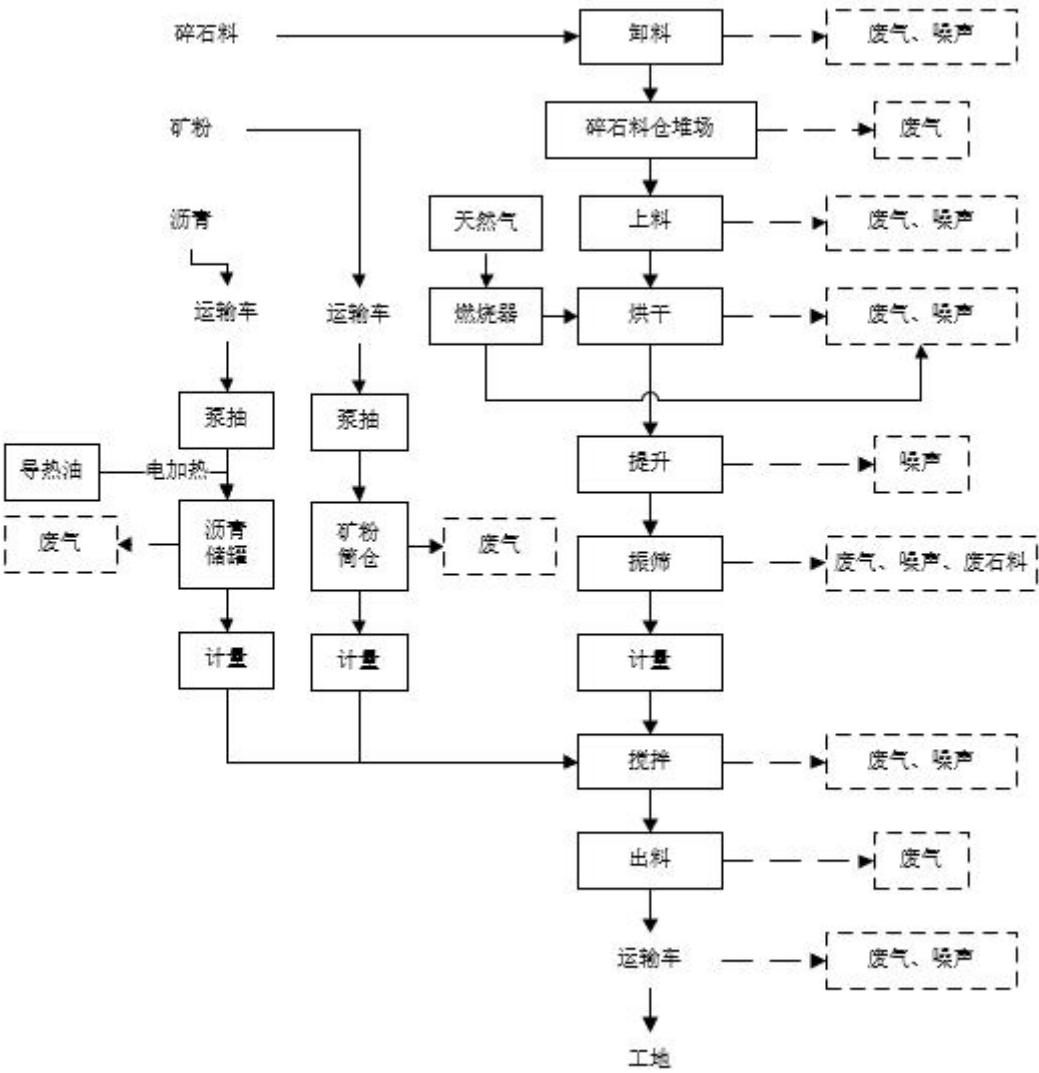 碎石料
卸料
废气、噪声
矿粉
碎石料仓堆场
废气
沥青
天然气
上料
废气、噪声
运输车
运输车
燃烧器
烘干
废气、噪声
泵抽
泵抽
导热油
电加热
提升
噪声
废气
沥青
储罐
矿粉
筒仓
废气
振筛
废气、噪声、废石料
计量
计量
计量
搅拌
废气、噪声
出料
废气
运输车
废气、噪声
工地